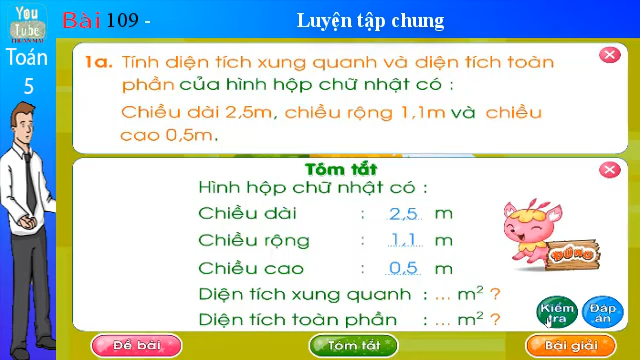 You
Tube
Bài 109 - Luyện tập chung
Toán
5
1a. Tính diện tích xung quanh và diện tích toàn
phần của hình hộp chữ nhật có :
Chiều dài 2,5m, chiều rộng 1,1m và chiều
cao 0,5m.
Tóm tắt
Hình hộp chữ nhật có :
Chiều dài : 2,5 m
Chiều rộng : 1,1 m
Chiều cao : 0,5 m
Diện tích xung quanh : ... m² ?
Diện tích toàn phần : ... m² ?
ĐÚNG
Kiểm
tra
Đáp
án
Đề bài
Tóm tắt
Bài giải